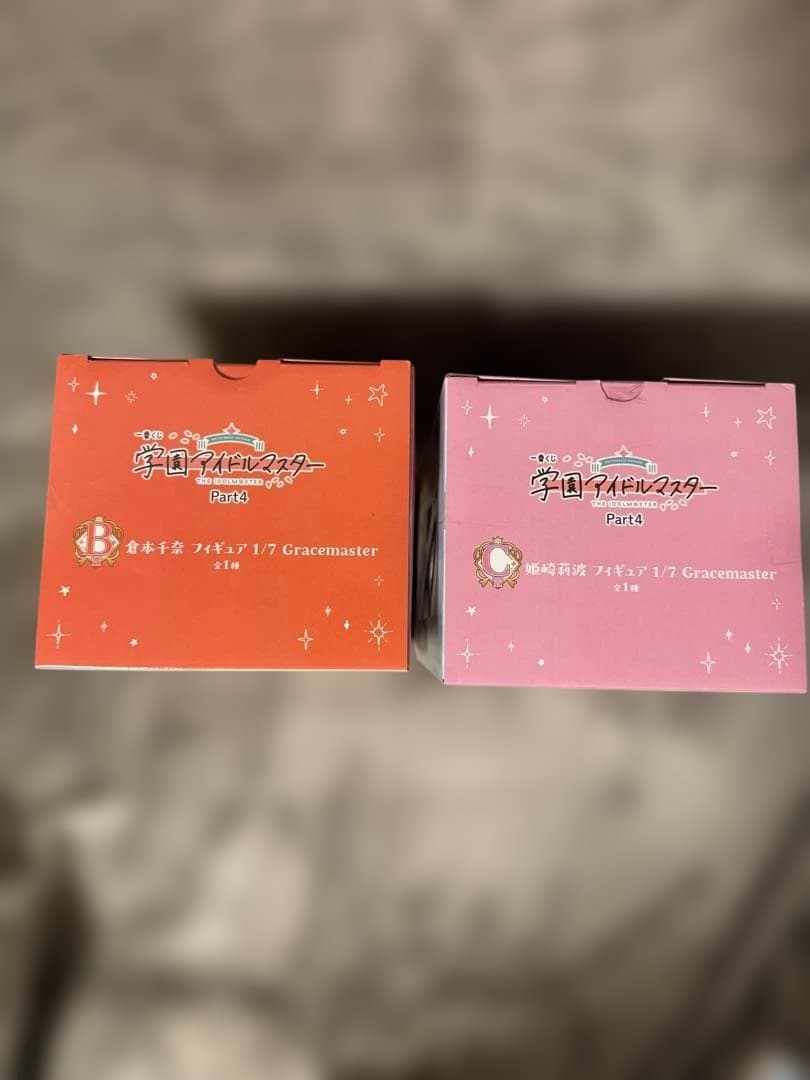 一番くじ
学園アイドルマスター
THE IDOLM@STER
Part4
B 倉本千奈 フィギュア 1/7 Gracemaster
全1種
一番くじ
学園アイドルマスター
THE IDOLM@STER
Part4
C 姫崎莉波 フィギュア 1/7 Gracemaster
全1種